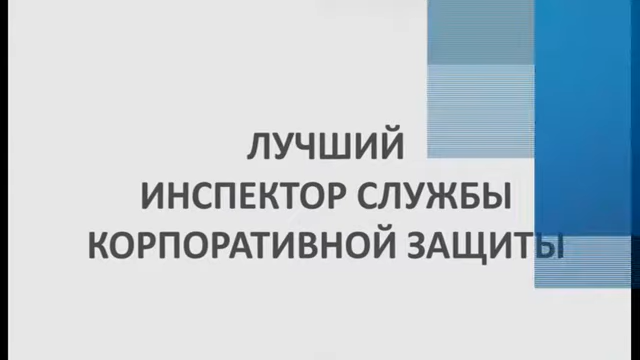 ЛУЧШИЙ
ИНСПЕКТОР СЛУЖБЫ
КОРПОРАТИВНОЙ ЗАЩИТЫ